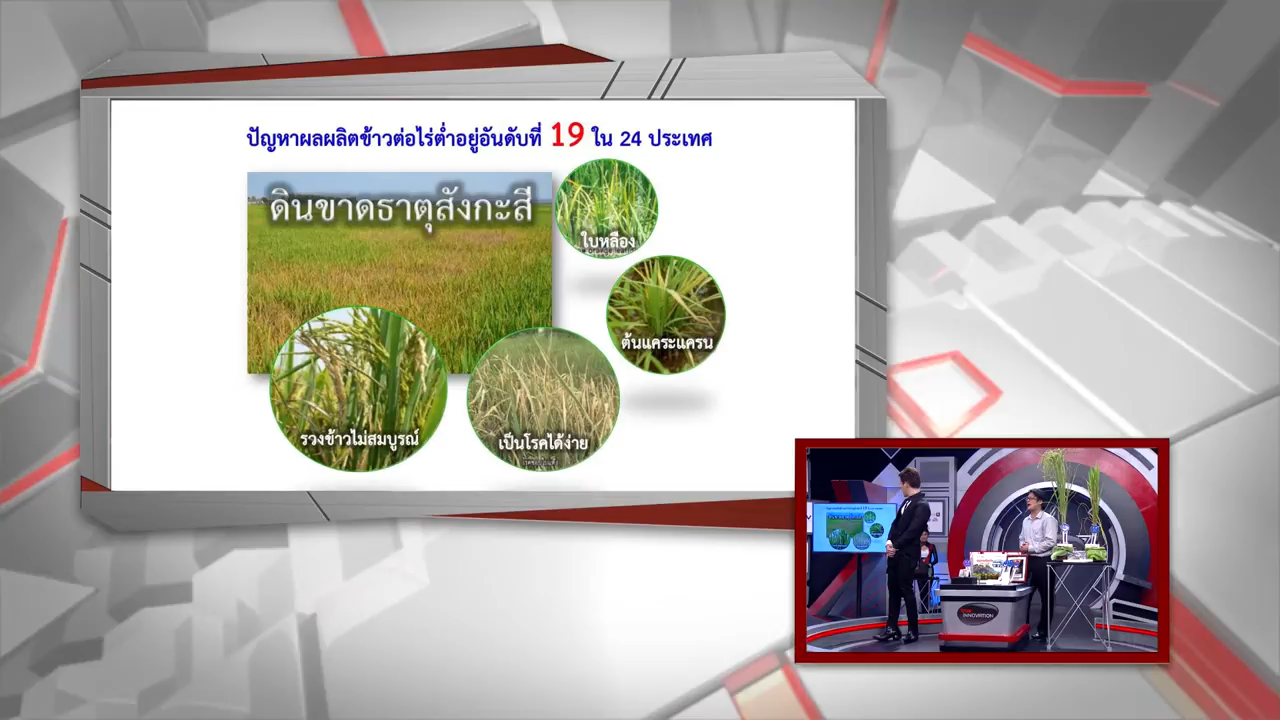 ปัญหาผลผลิตข้าวต่อไร่ต่ำอยู่อันดับที่ 19 ใน 24 ประเทศ
ดินขาดธาตุสังกะสี
ใบหลือง
ต้นแคระแครน
รวงข้าวไม่สมบูรณ์
เป็นโรคได้ง่าย
INNOVATION